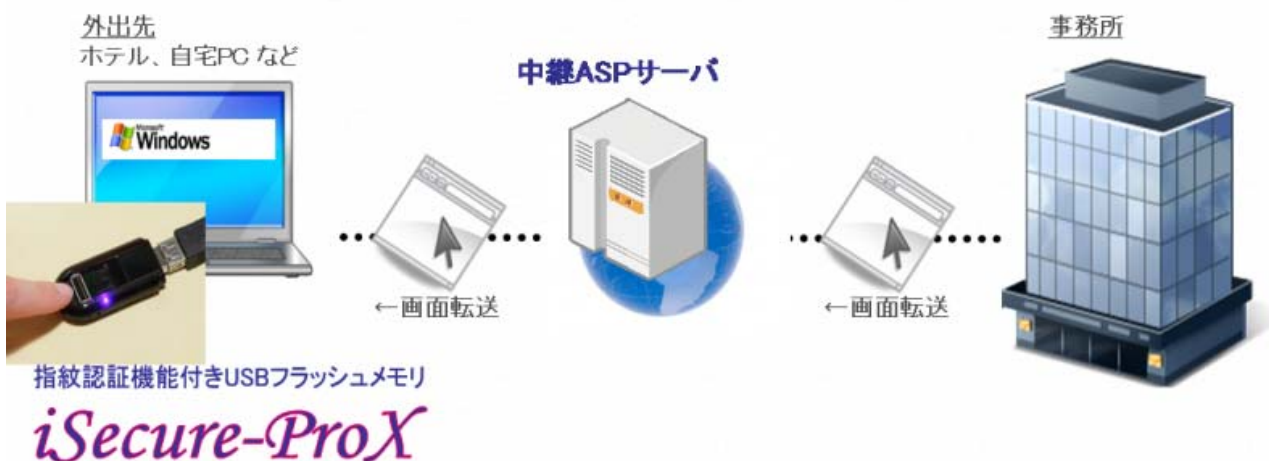 外出先
ホテル、自宅PC など
事務所
中継ASPサーバ
Microsoft
Windows
←画面転送
←画面転送
指紋認証機能付きUSBフラッシュメモリ
iSecure-ProX